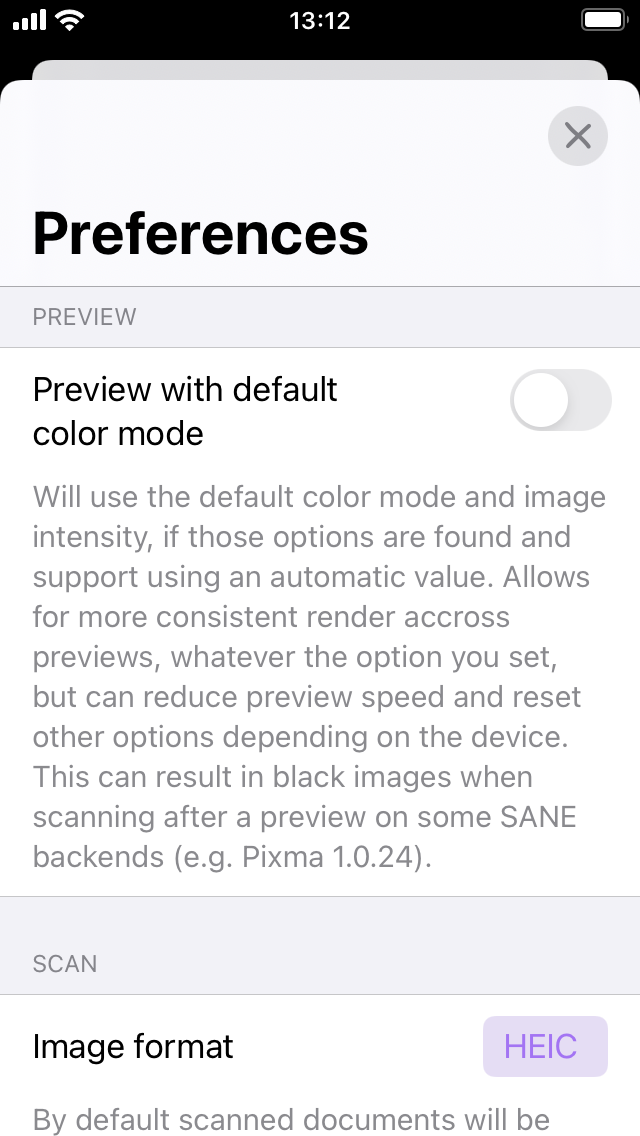 13:12
Preferences
PREVIEW
Preview with default
color mode
Will use the default color mode and image
intensity, if those options are found and
support using an automatic value. Allows
for more consistent render accross
previews, whatever the option you set,
but can reduce preview speed and reset
other options depending on the device.
This can result in black images when
scanning after a preview on some SANE
backends (e.g. Pixma 1.0.24).
SCAN
Image format
HEIC
By default scanned documents will be